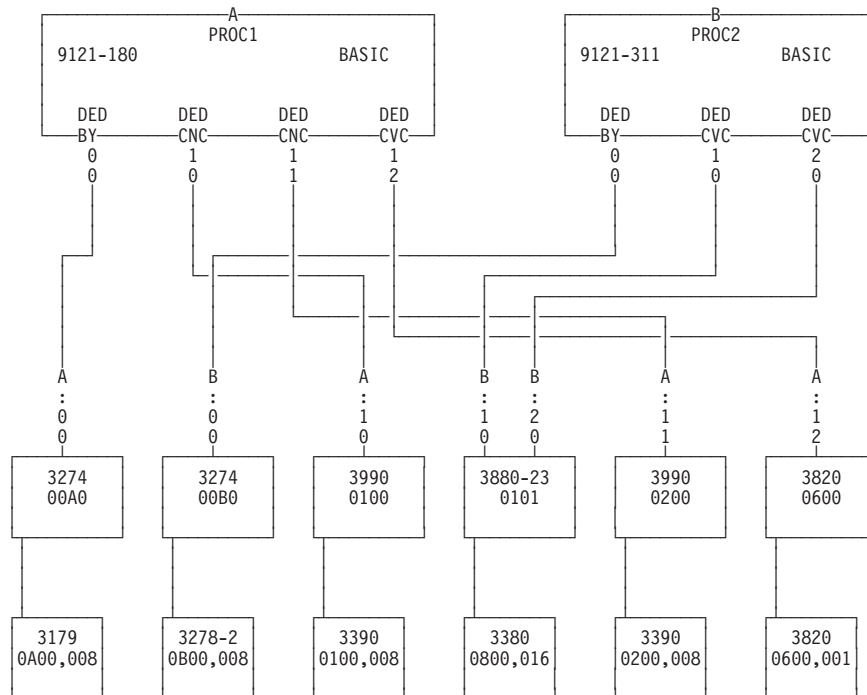 A B
PROC1 PROC2
9121-180 BASIC 9121-311 BASIC
DED DED DED DED DED DED DED
BY CNC CNC CVC BY CVC CVC
0 1 1 1 0 1 2
0 0 1 2 0 0 0
A B A B B A A
: : : : : : :
0 0 1 1 2 1 1
0 0 0 0 0 1 2
3274 3274 3990 3880-23 3990 3820
00A0 00B0 0100 0101 0200 0600
3179 3278-2 3390 3380 3390 3820
0A00,008 0B00,008 0100,008 0800,016 0200,008 0600,001